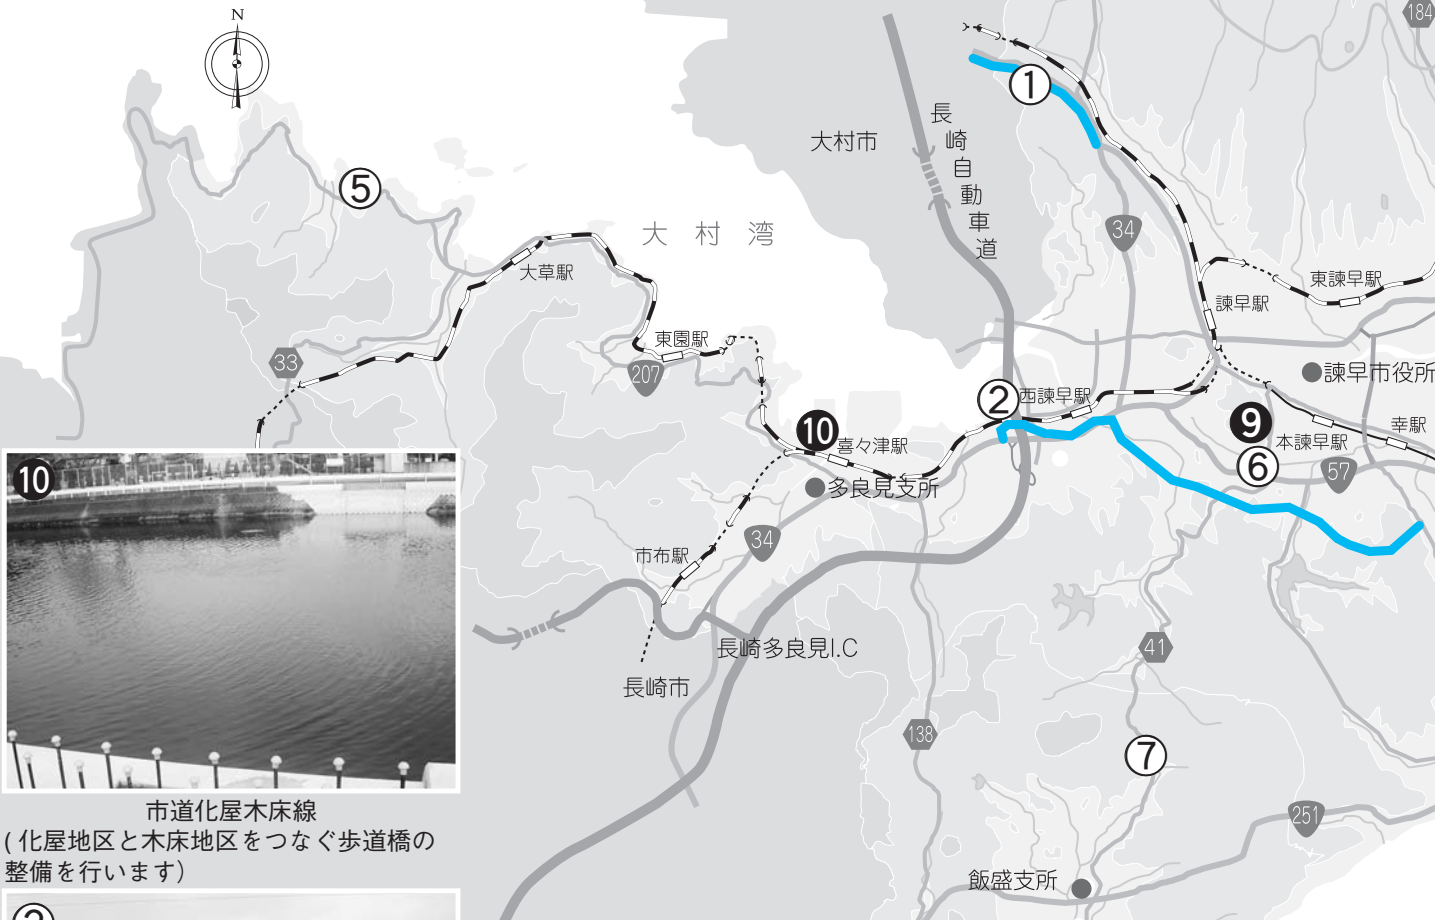 N
184
①
長崎自動車道
大村市
⑤
34
大村湾
大草駅
東諫早駅
諫早駅
東園駅
33
207
諫早市役所
②
西諫早駅
❾
幸駅
❿
喜々津駅
本諫早駅
⑥
57
多良見支所
❿
34
市布駅
長崎多良見I.C
41
長崎市
138
⑦
市道化屋木床線
(化屋地区と木床地区をつなぐ歩道橋の
整備を行います)
251
飯盛支所